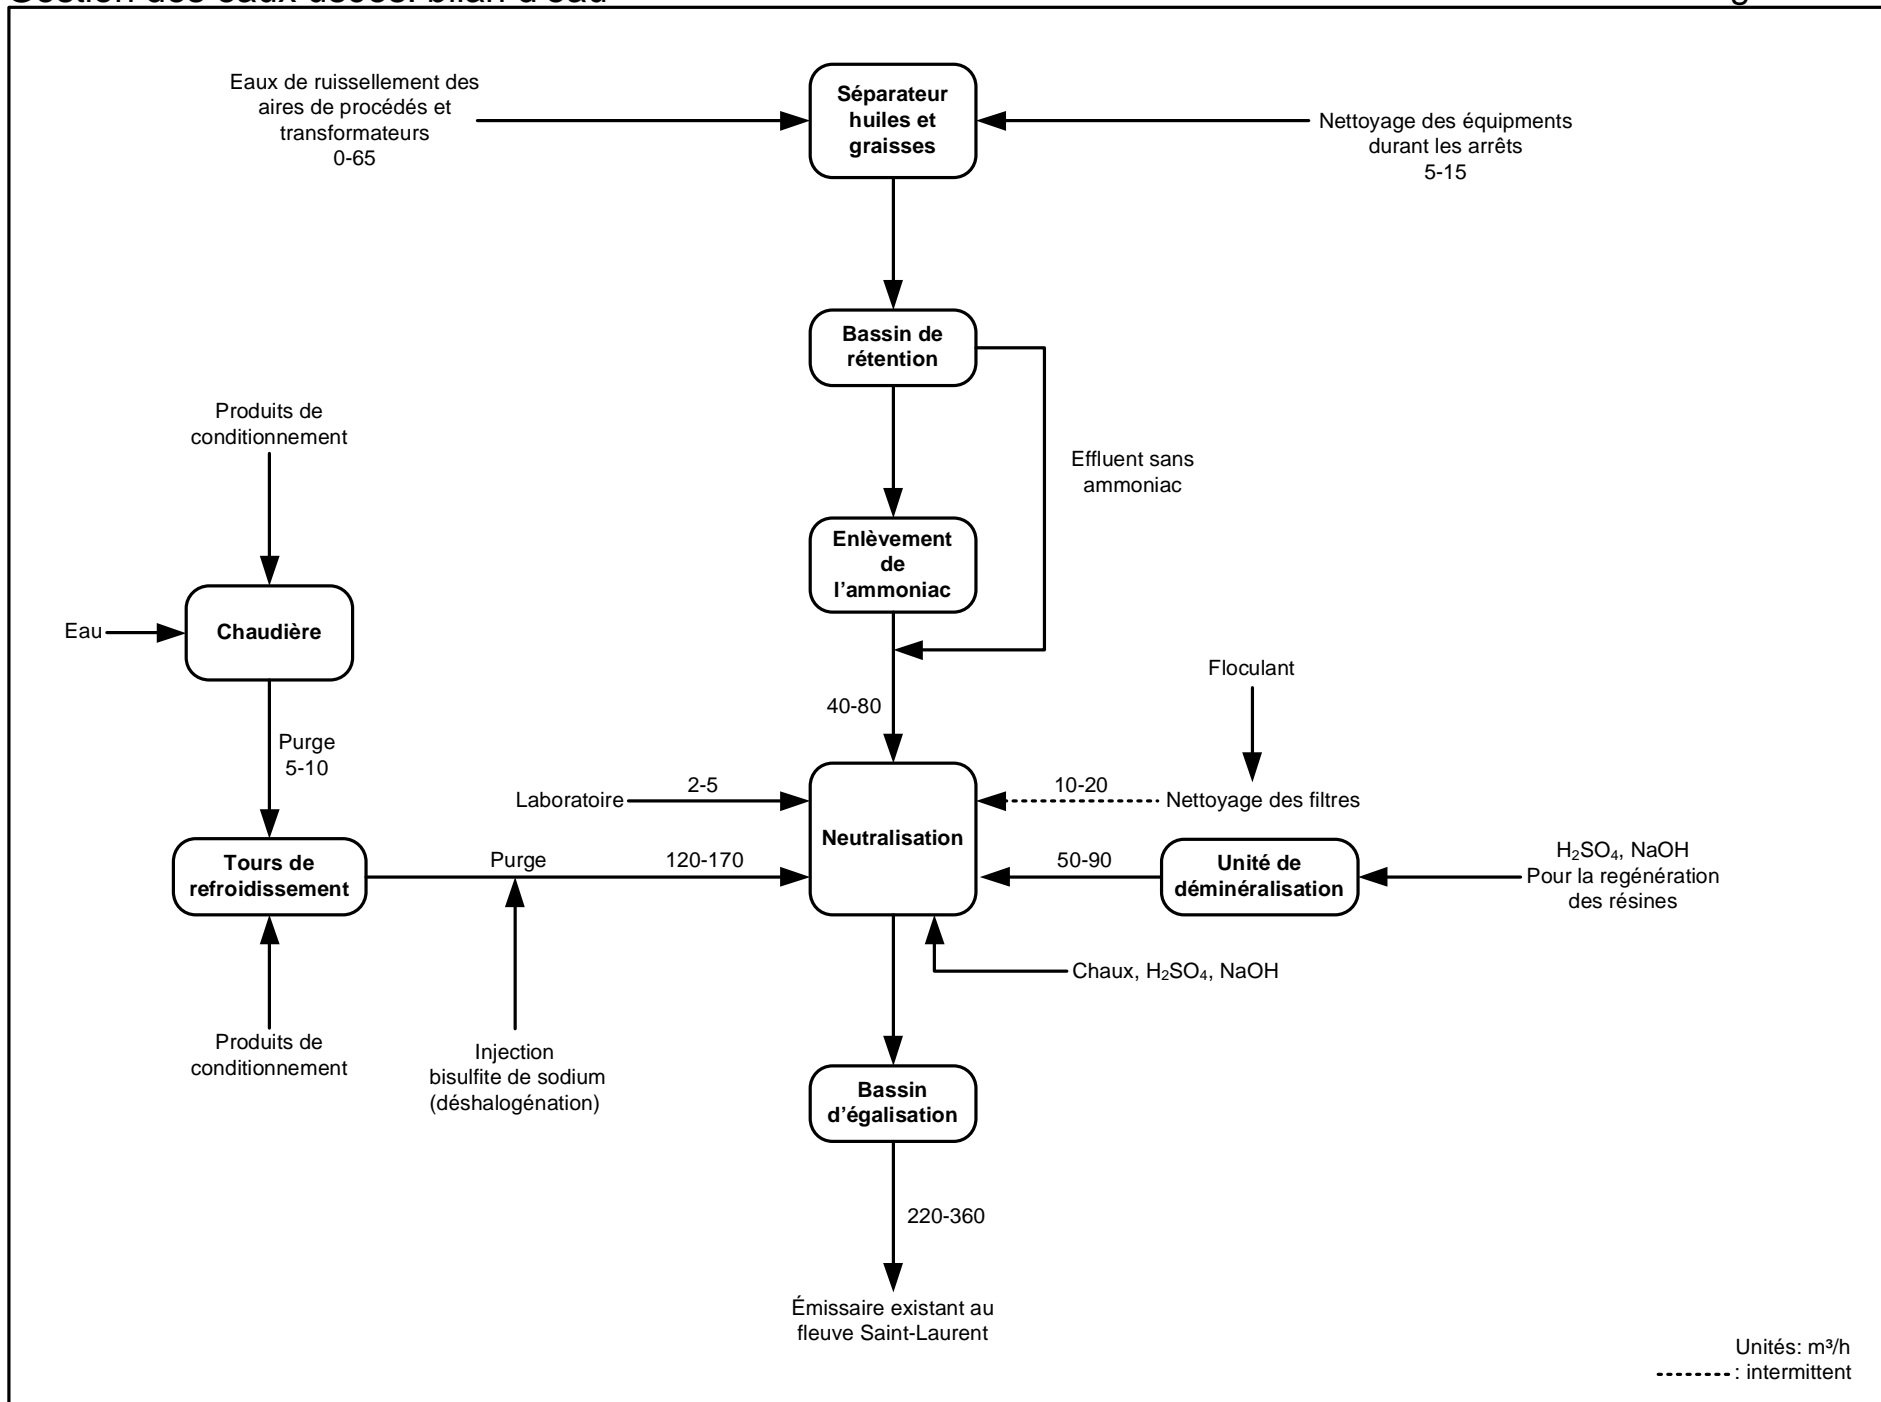 Eaux de ruissellement des
aires de procédés et
transformateurs
0-65
Séparateur
huiles et
graisses
Nettoyage des équipments
durant les arrêts
5-15
Bassin de
rétention
Produits de
conditionnement
Effluent sans
ammoniac
Enlèvement
de
l'ammoniac
Eau
Chaudière
Floculant
40-80
Purge
5-10
Laboratoire
2-5
10-20
Nettoyage des filtres
Neutralisation
Tours de
refroidissement
Purge
120-170
50-90
Unité de
déminéralisation
H₂SO₄, NaOH
Pour la regénération
des résines
Chaux, H₂SO₄, NaOH
Produits de
conditionnement
Injection
bisulfite de sodium
(déshalogénation)
Bassin
d'égalisation
220-360
Émissaire existant au
fleuve Saint-Laurent
Unités: m³/h
: intermittent